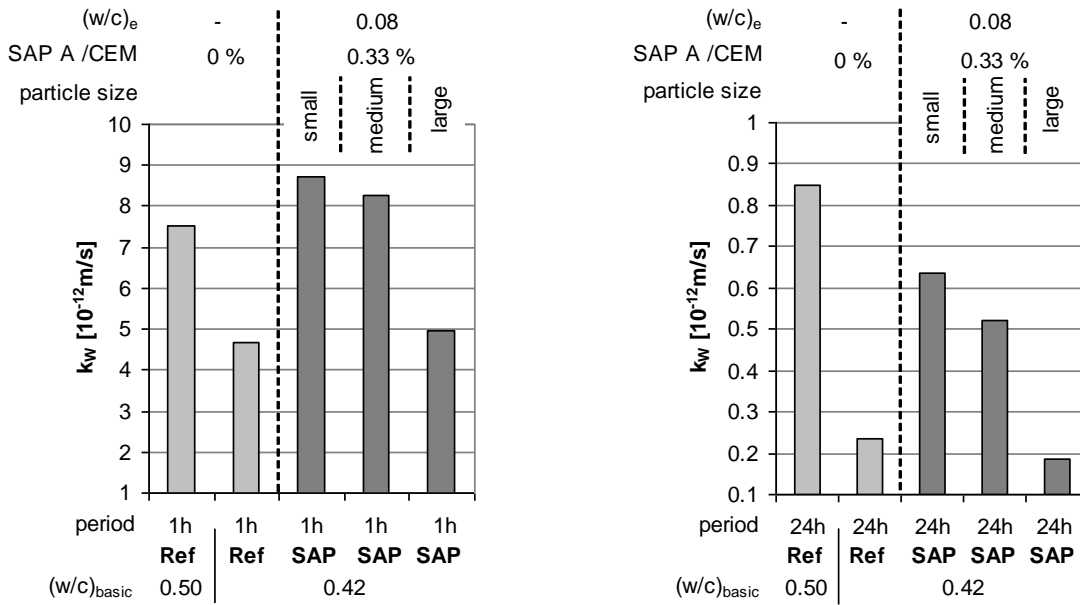 (w/c)e - 0.08
SAP A /CEM 0 % 0.33 %
particle size small medium large
10
9
8
7
6
5
4
3
2
1
kW [10-12m/s]
period 1h 1h 1h 1h 1h
Ref Ref SAP SAP SAP
(w/c)basic 0.50 0.42
(w/c)e - 0.08
SAP A /CEM 0 % 0.33 %
particle size small medium large
1
0.9
0.8
0.7
0.6
0.5
0.4
0.3
0.2
0.1
kW [10-12m/s]
period 24h 24h 24h 24h 24h
Ref Ref SAP SAP SAP
(w/c)basic 0.50 0.42